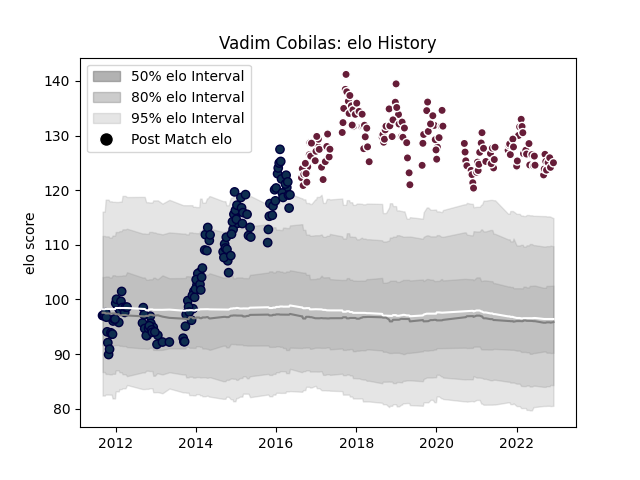 Vadim Cobilas: elo History
50% elo Interval
80% elo Interval
95% elo Interval
Post Match elo
elo score
140
130
120
110
100
90
80
2012 2014 2016 2018 2020 2022